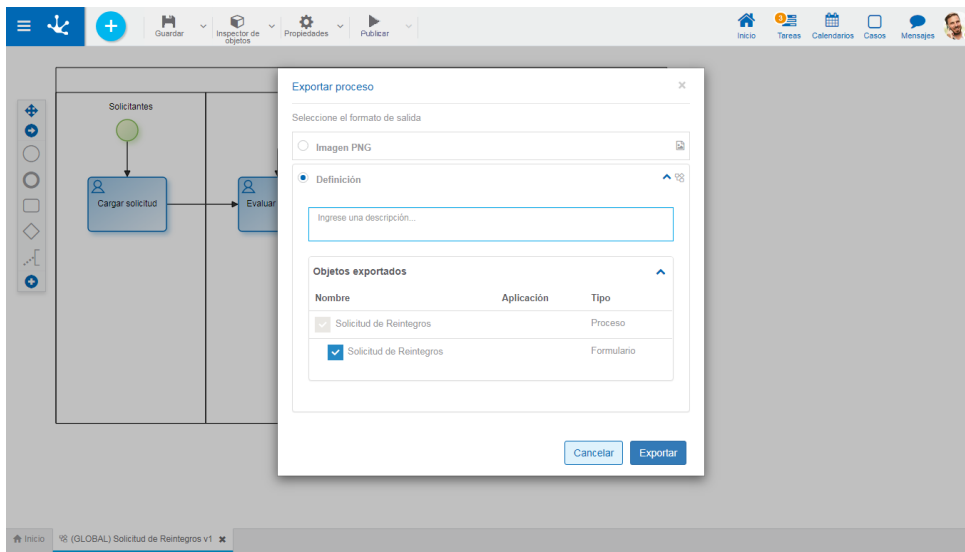 Guardar
Inspector de
objetos
Propiedades
Publicar
Inicio
3
Tareas
Calendarios
Casos
Mensajes
Solicitantes
Cargar solicitud
Evaluar
Exportar proceso
Seleccione el formato de salida
Imagen PNG
Definición
Ingrese una descripción...
Objetos exportados
Nombre Aplicación Tipo
Solicitud de Reintegros Proceso
Solicitud de Reintegros Formulario
Cancelar Exportar
Inicio (GLOBAL) Solicitud de Reintegros v1